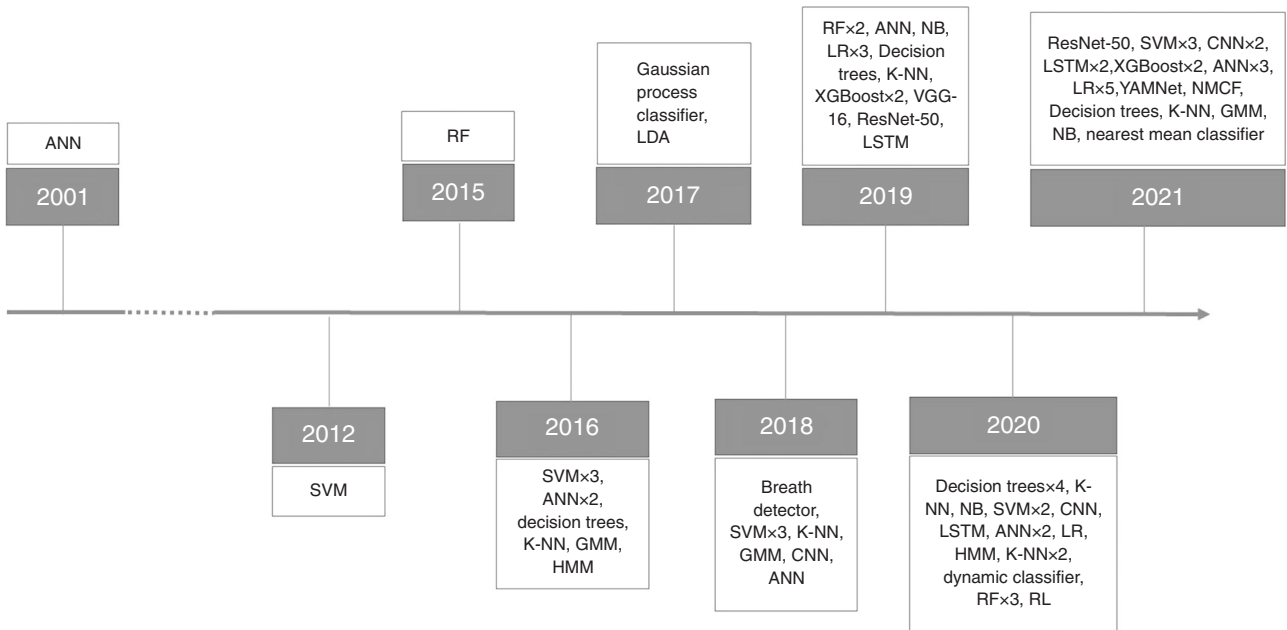 ANN
2001
RF
2015
Gaussian
process
classifier,
LDA
2017
RF×2, ANN, NB,
LR×3, Decision
trees, K-NN,
XGBoost×2, VGG-
16, ResNet-50,
LSTM
2019
ResNet-50, SVM×3, CNN×2,
LSTM×2,XGBoost×2, ANN×3,
LR×5,YAMNet, NMCF,
Decision trees, K-NN, GMM,
NB, nearest mean classifier
2021
2012
SVM
2016
SVM×3,
ANN×2,
decision trees,
K-NN, GMM,
HMM
2018
Breath
detector,
SVM×3, K-NN,
GMM, CNN,
ANN
2020
Decision trees×4, K-
NN, NB, SVM×2, CNN,
LSTM, ANN×2, LR,
HMM, K-NN×2,
dynamic classifier,
RF×3, RL